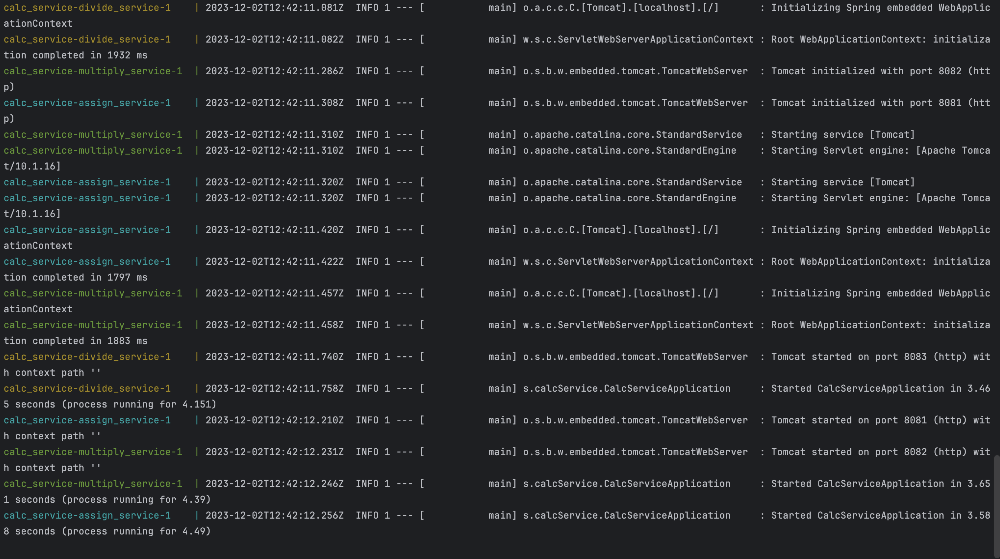 calc_service-divide_service-1    | 2023-12-02T12:42:11.081Z  INFO 1 --- [           main] o.a.c.c.C.[Tomcat].[localhost].[/]       : Initializing Spring embedded WebApplic
ationContext
calc_service-divide_service-1    | 2023-12-02T12:42:11.082Z  INFO 1 --- [           main] w.s.c.ServletWebServerApplicationContext : Root WebApplicationContext: initializa
tion completed in 1932 ms
calc_service-multiply_service-1  | 2023-12-02T12:42:11.286Z  INFO 1 --- [           main] o.s.b.w.embedded.tomcat.TomcatWebServer  : Tomcat initialized with port 8082 (htt
p)
calc_service-assign_service-1    | 2023-12-02T12:42:11.308Z  INFO 1 --- [           main] o.s.b.w.embedded.tomcat.TomcatWebServer  : Tomcat initialized with port 8081 (htt
p)
calc_service-multiply_service-1  | 2023-12-02T12:42:11.310Z  INFO 1 --- [           main] o.apache.catalina.core.StandardService   : Starting service [Tomcat]
calc_service-multiply_service-1  | 2023-12-02T12:42:11.310Z  INFO 1 --- [           main] o.apache.catalina.core.StandardEngine    : Starting Servlet engine: [Apache Tomca
t/10.1.16]
calc_service-assign_service-1    | 2023-12-02T12:42:11.320Z  INFO 1 --- [           main] o.apache.catalina.core.StandardService   : Starting service [Tomcat]
calc_service-assign_service-1    | 2023-12-02T12:42:11.320Z  INFO 1 --- [           main] o.apache.catalina.core.StandardEngine    : Starting Servlet engine: [Apache Tomca
t/10.1.16]
calc_service-assign_service-1    | 2023-12-02T12:42:11.420Z  INFO 1 --- [           main] o.a.c.c.C.[Tomcat].[localhost].[/]       : Initializing Spring embedded WebApplic
ationContext
calc_service-assign_service-1    | 2023-12-02T12:42:11.422Z  INFO 1 --- [           main] w.s.c.ServletWebServerApplicationContext : Root WebApplicationContext: initializa
tion completed in 1797 ms
calc_service-multiply_service-1  | 2023-12-02T12:42:11.457Z  INFO 1 --- [           main] o.a.c.c.C.[Tomcat].[localhost].[/]       : Initializing Spring embedded WebApplic
ationContext
calc_service-multiply_service-1  | 2023-12-02T12:42:11.458Z  INFO 1 --- [           main] w.s.c.ServletWebServerApplicationContext : Root WebApplicationContext: initializa
tion completed in 1883 ms
calc_service-divide_service-1    | 2023-12-02T12:42:11.740Z  INFO 1 --- [           main] o.s.b.w.embedded.tomcat.TomcatWebServer  : Tomcat started on port 8083 (http) wit
h context path ''
calc_service-divide_service-1    | 2023-12-02T12:42:11.758Z  INFO 1 --- [           main] s.calcService.CalcServiceApplication     : Started CalcServiceApplication in 3.46
5 seconds (process running for 4.151)
calc_service-assign_service-1    | 2023-12-02T12:42:12.210Z  INFO 1 --- [           main] o.s.b.w.embedded.tomcat.TomcatWebServer  : Tomcat started on port 8081 (http) wit
h context path ''
calc_service-multiply_service-1  | 2023-12-02T12:42:12.231Z  INFO 1 --- [           main] o.s.b.w.embedded.tomcat.TomcatWebServer  : Tomcat started on port 8082 (http) wit
h context path ''
calc_service-multiply_service-1  | 2023-12-02T12:42:12.246Z  INFO 1 --- [           main] s.calcService.CalcServiceApplication     : Started CalcServiceApplication in 3.65
1 seconds (process running for 4.39)
calc_service-assign_service-1    | 2023-12-02T12:42:12.256Z  INFO 1 --- [           main] s.calcService.CalcServiceApplication     : Started CalcServiceApplication in 3.58
8 seconds (process running for 4.49)